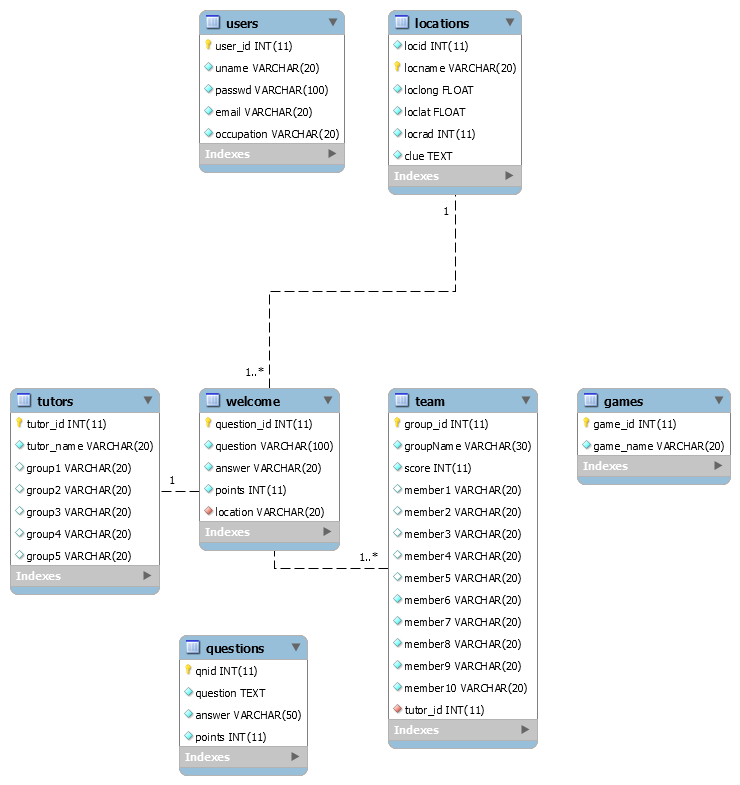 users
user_id INT(11)
uname VARCHAR(20)
passwd VARCHAR(100)
email VARCHAR(20)
occupation VARCHAR(20)
Indexes
locations
locid INT(11)
locname VARCHAR(20)
loclong FLOAT
loclat FLOAT
locrad INT(11)
clue TEXT
Indexes
1
1..*
tutors
tutor_id INT(11)
tutor_name VARCHAR(20)
group1 VARCHAR(20)
group2 VARCHAR(20)
group3 VARCHAR(20)
group4 VARCHAR(20)
group5 VARCHAR(20)
Indexes
1
welcome
question_id INT(11)
question VARCHAR(100)
answer VARCHAR(20)
points INT(11)
location VARCHAR(20)
Indexes
1..*
team
group_id INT(11)
groupName VARCHAR(30)
score INT(11)
member1 VARCHAR(20)
member2 VARCHAR(20)
member3 VARCHAR(20)
member4 VARCHAR(20)
member5 VARCHAR(20)
member6 VARCHAR(20)
member7 VARCHAR(20)
member8 VARCHAR(20)
member9 VARCHAR(20)
member10 VARCHAR(20)
tutor_id INT(11)
Indexes
games
game_id INT(11)
game_name VARCHAR(20)
Indexes
questions
qnid INT(11)
question TEXT
answer VARCHAR(50)
points INT(11)
Indexes